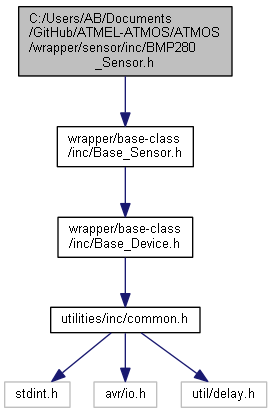 C:/Users/AB/Documents
/GitHub/ATMEL-ATMOS/ATMOS
/wrapper/sensor/inc/BMP280
_Sensor.h
wrapper/base-class
/inc/Base_Sensor.h
wrapper/base-class
/inc/Base_Device.h
utilities/inc/common.h
stdint.h
avr/io.h
util/delay.h